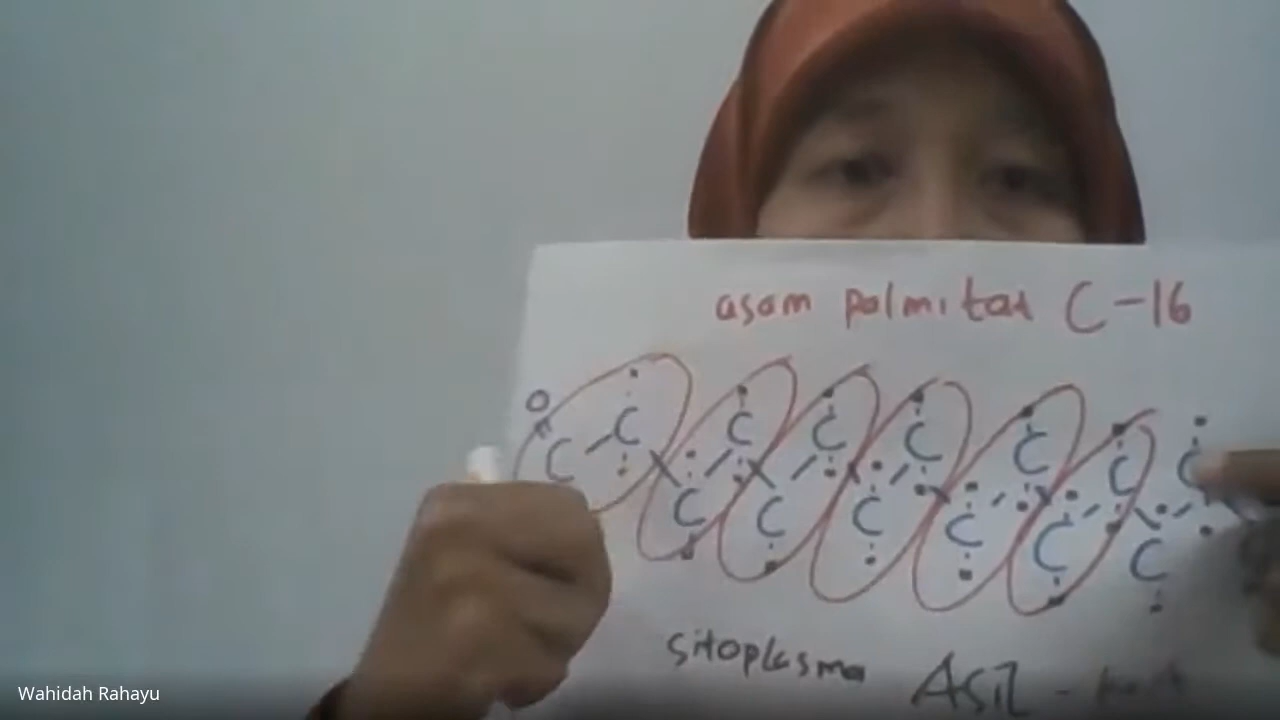 asam palmitat C-16
O
C C C C C C C C C C C C C C
sitoplasma ASIL -
Wahidah Rahayu